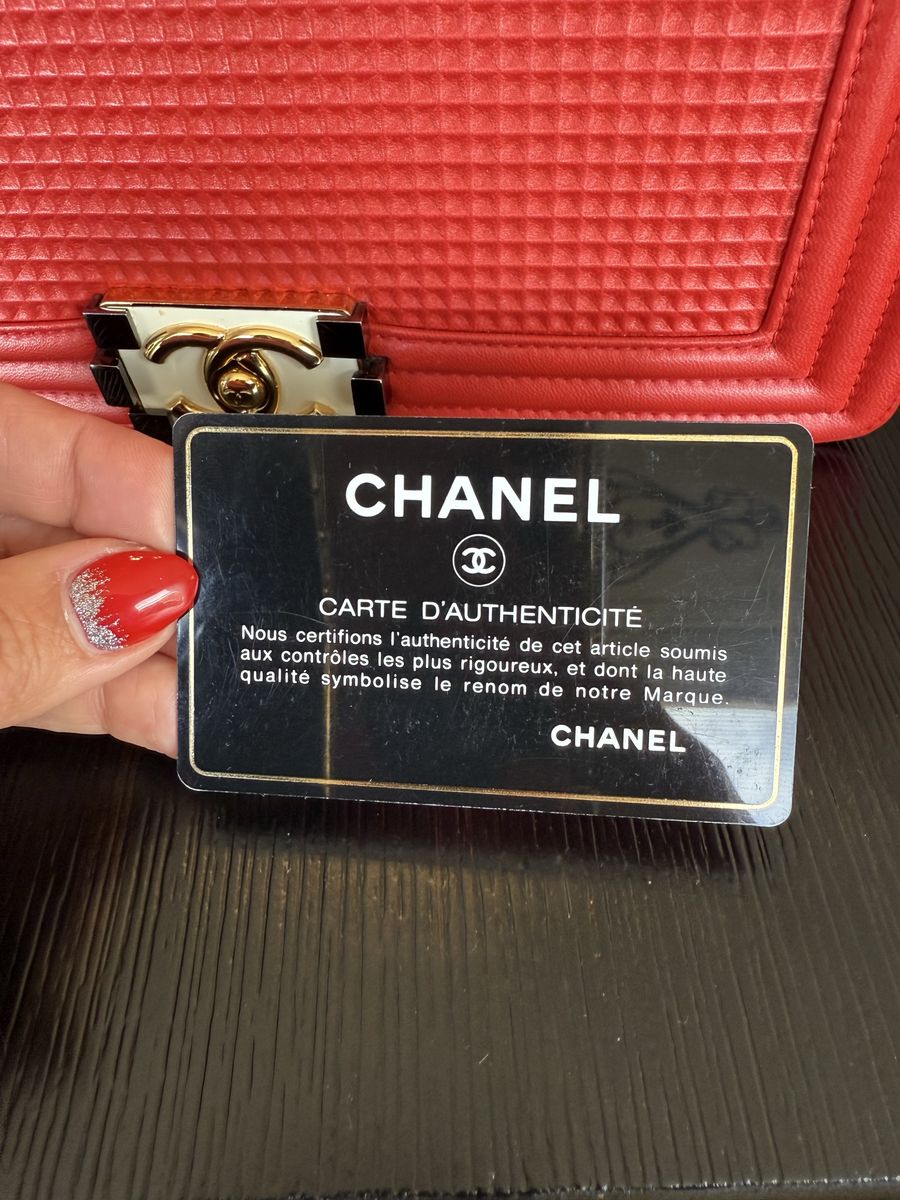 CHANEL
CARTE D'AUTHENTICITÉ
Nous certifions l'authenticité de cet article soumis
aux contrôles les plus rigoureux, et dont la haute
qualité symbolise le renom de notre Marque.
CHANEL